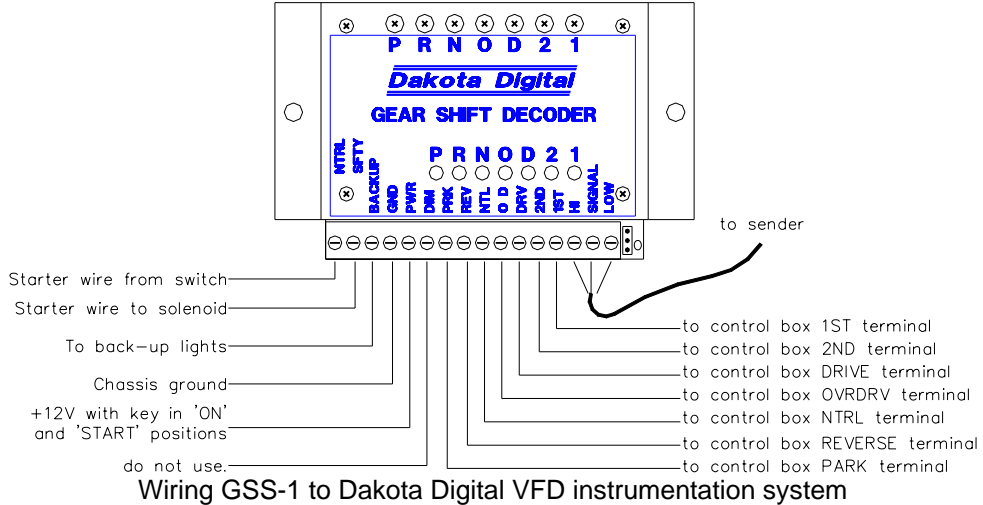 P R N O D 2 1
Dakota Digital
GEAR SHIFT DECODER
P R N O D 2 1
NTRL SFTY BACKUP GND PWR DIM PRK REV NTL O D DRV 2ND 1ST HI SIGNAL LOW
to sender
Starter wire from switch
Starter wire to solenoid
To back-up lights
Chassis ground
+12V with key in 'ON'
and 'START' positions
do not use.
to control box 1ST terminal
to control box 2ND terminal
to control box DRIVE terminal
to control box OVRDRV terminal
to control box NTRL terminal
to control box REVERSE terminal
to control box PARK terminal
Wiring GSS-1 to Dakota Digital VFD instrumentation system